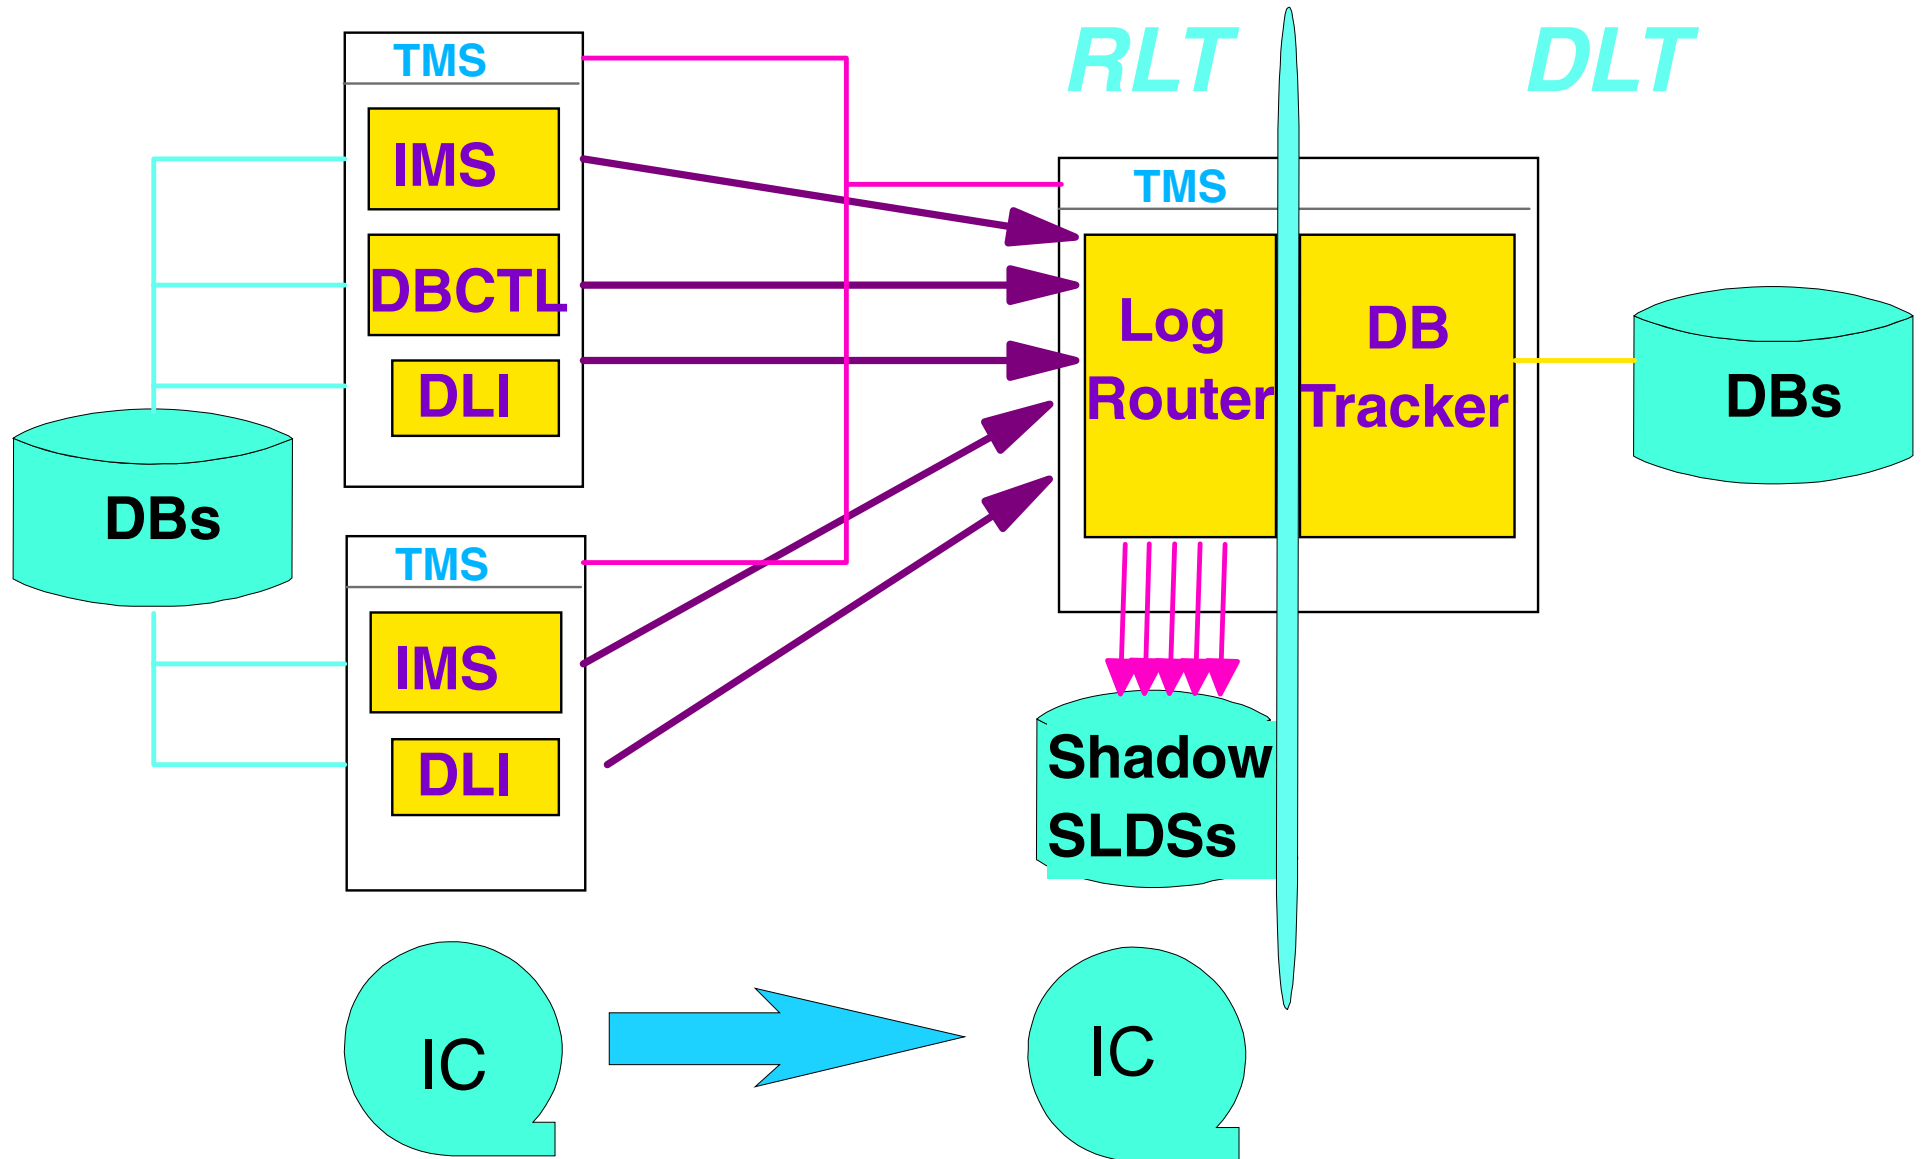 RLT
DLT
TMS
IMS
DBCTL
DLI
DBs
TMS
IMS
DLI
TMS
Log
Router
DB
Tracker
DBs
Shadow
SLDSs
IC
IC